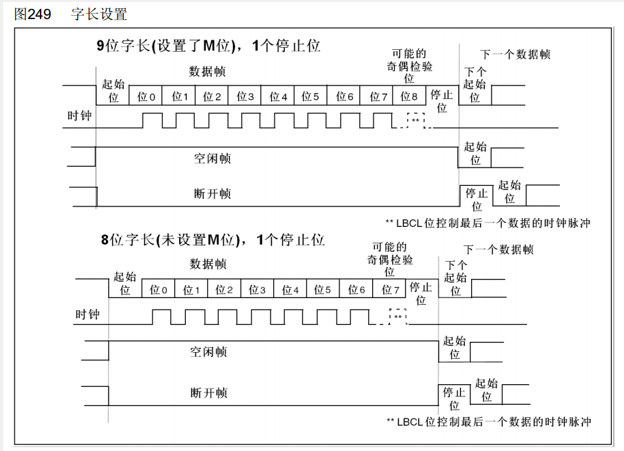 图249 字长设置
9位字长(设置了M位)，1个停止位
可能的
奇偶检验
位
下一个数据帧
数据帧
起始
位
位0 位1 位2 位3 位4 位5 位6 位7 位8
停止
位
下个
起始
位
时钟
**
空闲帧
起始
位
断开帧
停止
位
起始
位
** LBCL位控制最后一个数据的时钟脉冲
8位字长(未设置M位)，1个停止位
可能的
奇偶检验
位
下一个数据帧
数据帧
起始
位
位0 位1 位2 位3 位4 位5 位6 位7
停止
位
下个
起始
位
时钟
**
空闲帧
起始
位
断开帧
停止
位
起始
位
** LBCL位控制最后一个数据的时钟脉冲